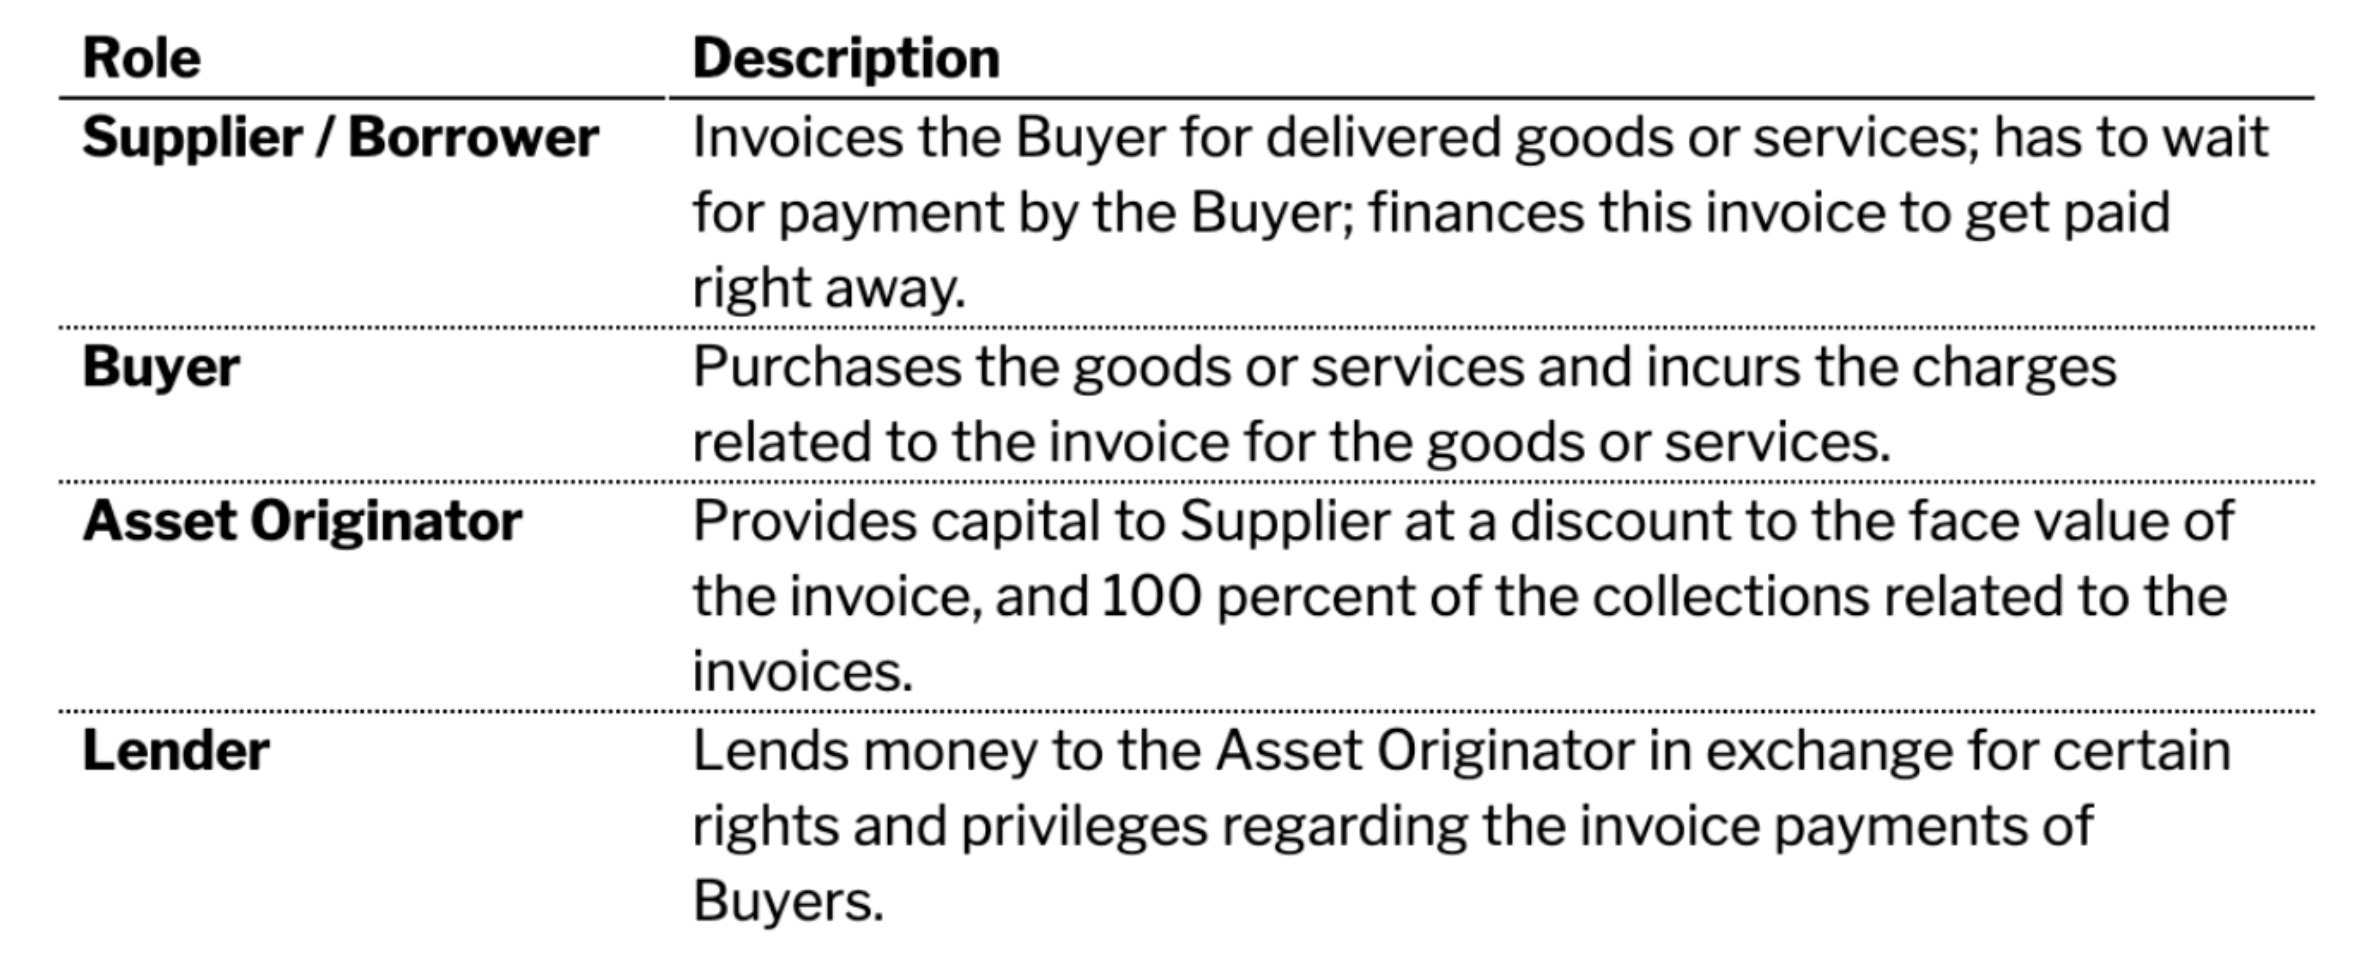 Role Description
Supplier / Borrower Invoices the Buyer for delivered goods or services; has to wait
for payment by the Buyer; finances this invoice to get paid
right away.
Buyer Purchases the goods or services and incurs the charges
related to the invoice for the goods or services.
Asset Originator Provides capital to Supplier at a discount to the face value of
the invoice, and 100 percent of the collections related to the
invoices.
Lender Lends money to the Asset Originator in exchange for certain
rights and privileges regarding the invoice payments of
Buyers.